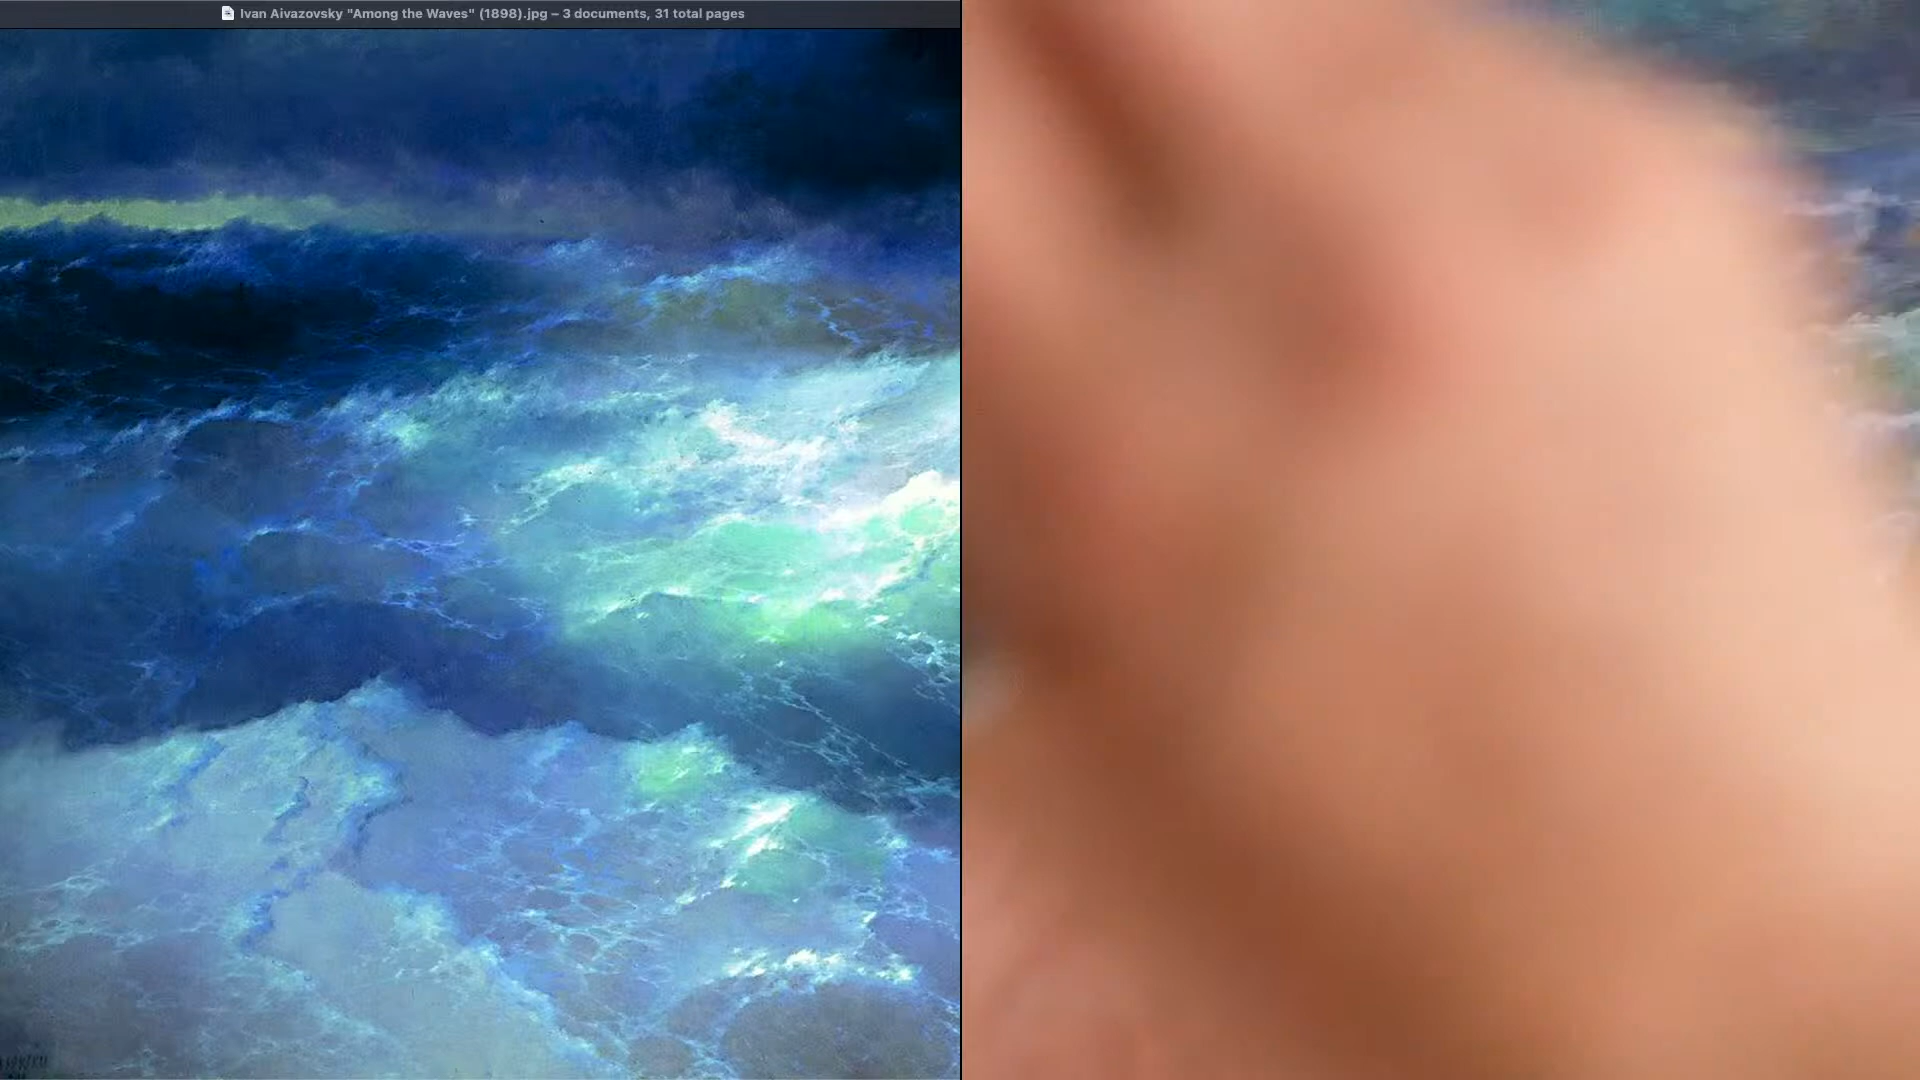 Ivan Aivazovsky "Among the Waves" (1898).jpg – 3 documents, 31 total pages